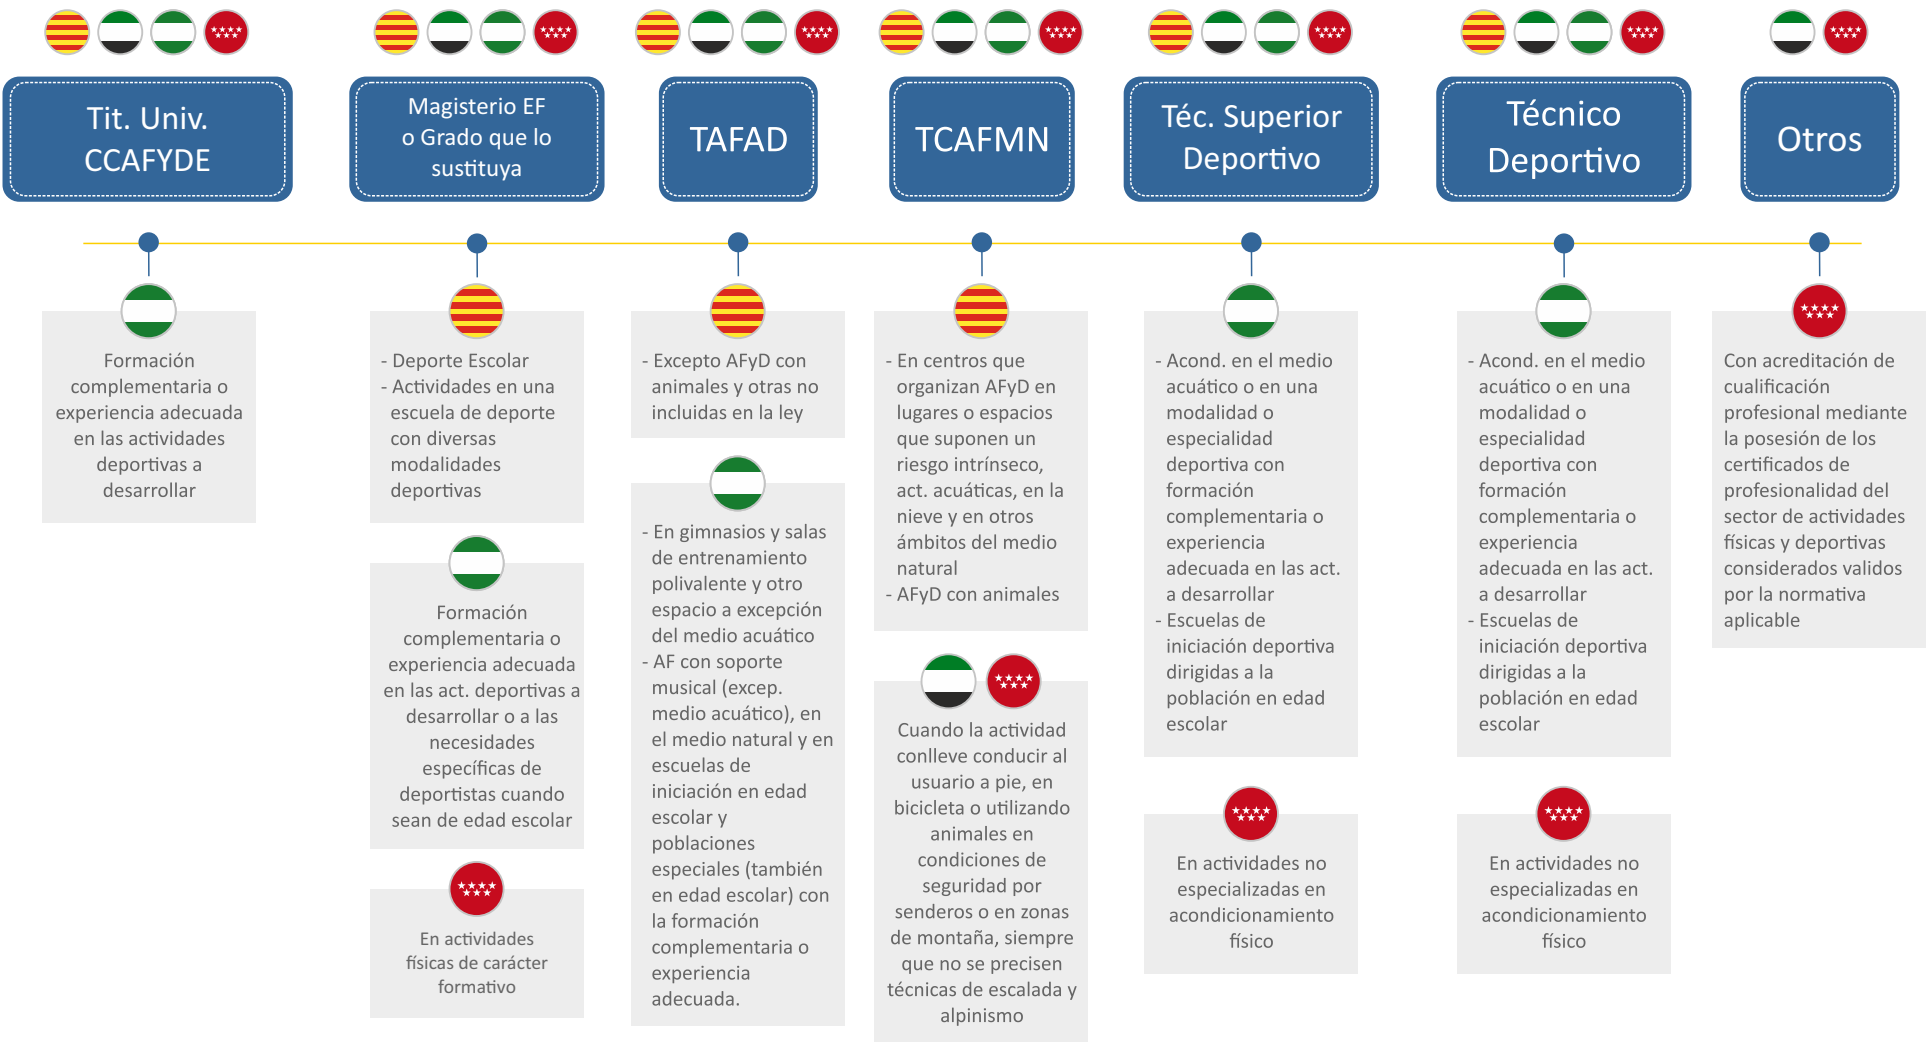 Tit. Univ.
CCAFYDE
Magisterio EF
o Grado que lo
sustituya
TAFAD
TCAFMN
Téc. Superior
Deportivo
Técnico
Deportivo
Otros
Formación
complementaria o
experiencia adecuada
en las actividades
deportivas a
desarrollar
- Deporte Escolar
- Actividades en una
escuela de deporte
con diversas
modalidades
deportivas
Formación
complementaria o
experiencia adecuada
en las act. deportivas a
desarrollar o a las
necesidades
específicas de
deportistas cuando
sean de edad escolar
En actividades
físicas de carácter
formativo
- Excepto AFyD con
animales y otras no
incluidas en la ley
- En gimnasios y salas
de entrenamiento
polivalente y otro
espacio a excepción
del medio acuático
- AF con soporte
musical (excep.
medio acuático), en
el medio natural y en
escuelas de
iniciación en edad
escolar y
poblaciones
especiales (también
en edad escolar) con
la formación
complementaria o
experiencia
adecuada.
- En centros que
organizan AFyD en
lugares o espacios
que suponen un
riesgo intrínseco,
act. acuáticas, en la
nieve y en otros
ámbitos del medio
natural
- AFyD con animales
Cuando la actividad
conlleve conducir al
usuario a pie, en
bicicleta o utilizando
animales en
condiciones de
seguridad por
senderos o en zonas
de montaña, siempre
que no se precisen
técnicas de escalada y
alpinismo
- Acond. en el medio
acuático o en una
modalidad o
especialidad
deportiva con
formación
complementaria o
experiencia
adecuada en las act.
a desarrollar
- Escuelas de
iniciación deportiva
dirigidas a la
población en edad
escolar
En actividades no
especializadas en
acondicionamiento
físico
- Acond. en el medio
acuático o en una
modalidad o
especialidad
deportiva con
formación
complementaria o
experiencia
adecuada en las act.
a desarrollar
- Escuelas de
iniciación deportiva
dirigidas a la
población en edad
escolar
En actividades no
especializadas en
acondicionamiento
físico
Con acreditación de
cualificación
profesional mediante
la posesión de los
certificados de
profesionalidad del
sector de actividades
físicas y deportivas
considerados validos
por la normativa
aplicable